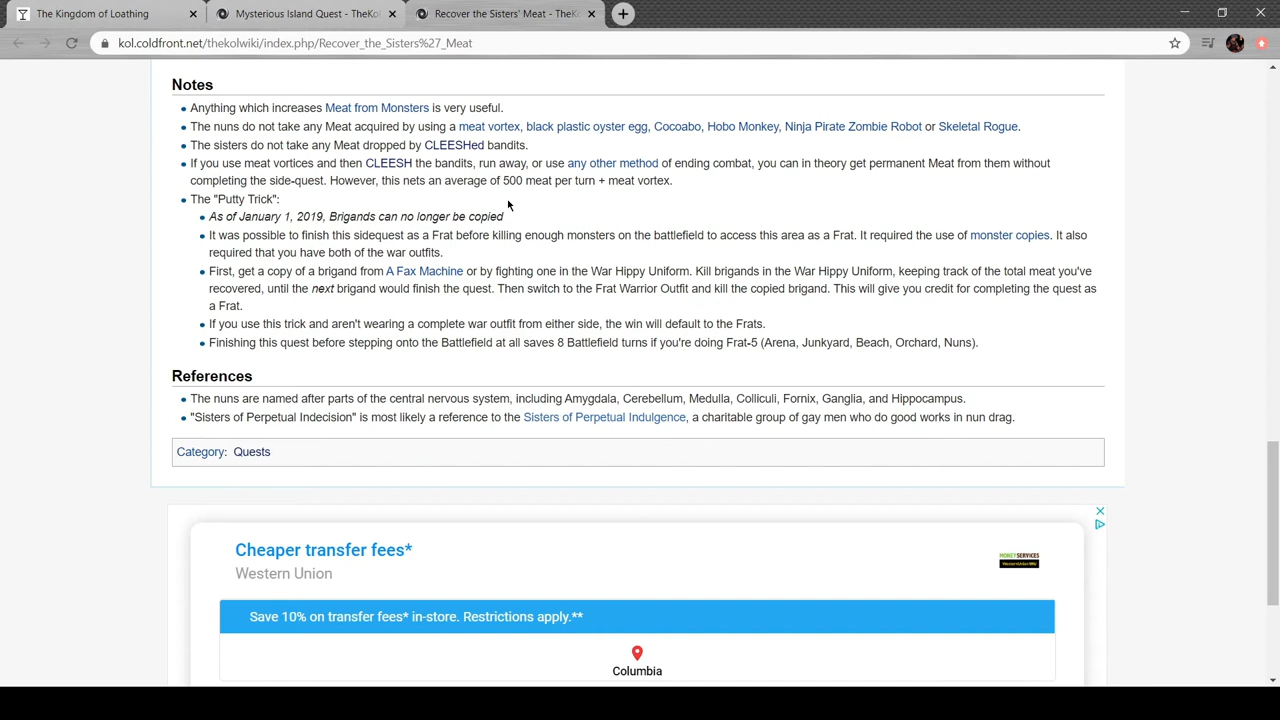 The Kingdom of Loathing
Mysterious Island Quest - TheKol
Recover the Sisters' Meat - TheK
kol.coldfront.net/thekolwiki/index.php/Recover_the_Sisters%27_Meat
Notes
Anything which increases Meat from Monsters is very useful.
The nuns do not take any Meat acquired by using a meat vortex, black plastic oyster egg, Cocoabo, Hobo Monkey, Ninja Pirate Zombie Robot or Skeletal Rogue.
The sisters do not take any Meat dropped by CLEESHed bandits.
If you use meat vortices and then CLEESH the bandits, run away, or use any other method of ending combat, you can in theory get permanent Meat from them without
completing the side-quest. However, this nets an average of 500 meat per turn + meat vortex.
The "Putty Trick":
As of January 1, 2019, Brigands can no longer be copied
It was possible to finish this sidequest as a Frat before killing enough monsters on the battlefield to access this area as a Frat. It required the use of monster copies. It also
required that you have both of the war outfits.
First, get a copy of a brigand from A Fax Machine or by fighting one in the War Hippy Uniform. Kill brigands in the War Hippy Uniform, keeping track of the total meat you've
recovered, until the next brigand would finish the quest. Then switch to the Frat Warrior Outfit and kill the copied brigand. This will give you credit for completing the quest as
a Frat.
If you use this trick and aren't wearing a complete war outfit from either side, the win will default to the Frats.
Finishing this quest before stepping onto the Battlefield at all saves 8 Battlefield turns if you're doing Frat-5 (Arena, Junkyard, Beach, Orchard, Nuns).
References
The nuns are named after parts of the central nervous system, including Amygdala, Cerebellum, Medulla, Colliculi, Fornix, Ganglia, and Hippocampus.
"Sisters of Perpetual Indecision" is most likely a reference to the Sisters of Perpetual Indulgence, a charitable group of gay men who do good works in nun drag.
Category: Quests
Cheaper transfer fees*
Western Union
MONEY SERVICES
Save 10% on transfer fees* in-store. Restrictions apply.**
Columbia